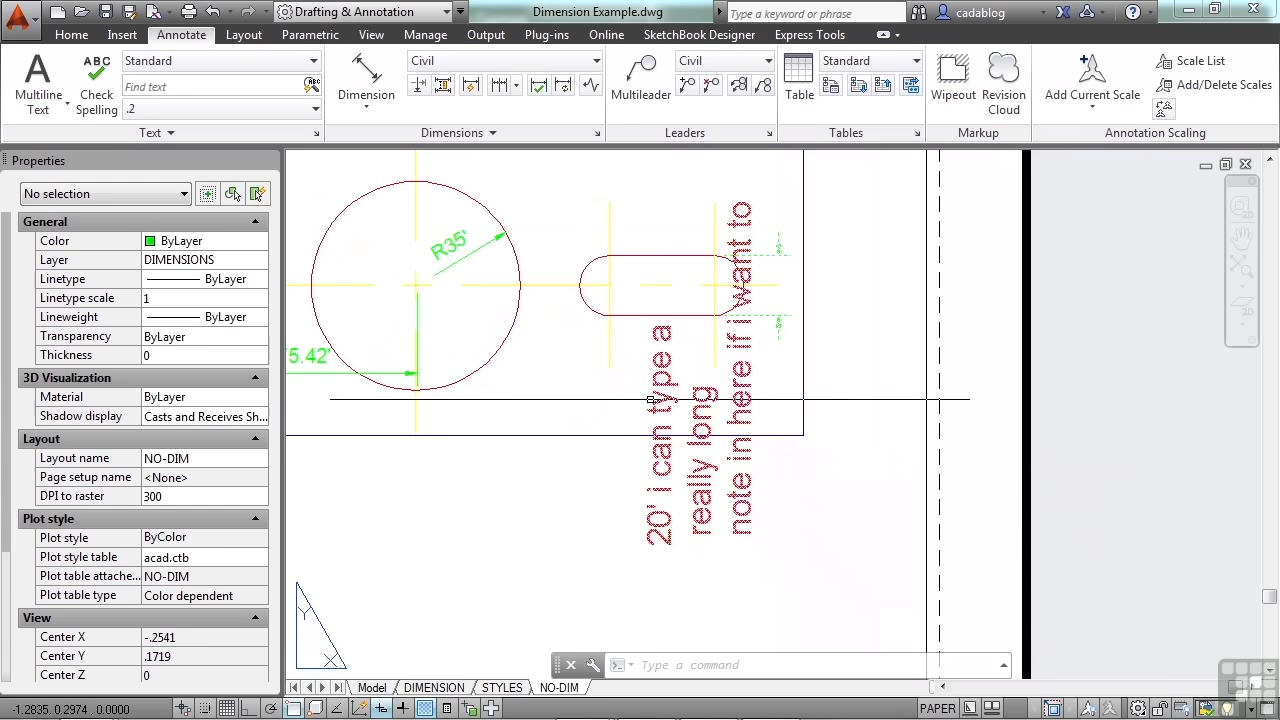 Drafting & Annotation
Dimension Example.dwg
Type a keyword or phrase
cadablog
Home Insert Annotate Layout Parametric View Manage Output Plug-ins Online SketchBook Designer Express Tools
Multiline Text
ABC
Check Spelling
Standard
Find text
.2
Text
Dimension
Civil
Dimensions
Multileader
Civil
Leaders
Table
Standard
Tables
Wipeout
Revision Cloud
Markup
Add Current Scale
Scale List
Add/Delete Scales
Annotation Scaling
Properties
No selection
General
Color ByLayer
Layer DIMENSIONS
Linetype ByLayer
Linetype scale 1
Lineweight ByLayer
Transparency ByLayer
Thickness 0
3D Visualization
Material ByLayer
Shadow display Casts and Receives Sh...
Layout
Layout name NO-DIM
Page setup name <None>
DPI to raster 300
Plot style
Plot style ByColor
Plot style table acad.ctb
Plot table attache... NO-DIM
Plot table type Color dependent
View
Center X -.2541
Center Y .1719
Center Z 0
R35'
5.42'
20' i can type a
really long
note in here if i want to
Y
X
Type a command
Model DIMENSION STYLES NO-DIM
-1.2835, 0.2974 , 0.0000
PAPER